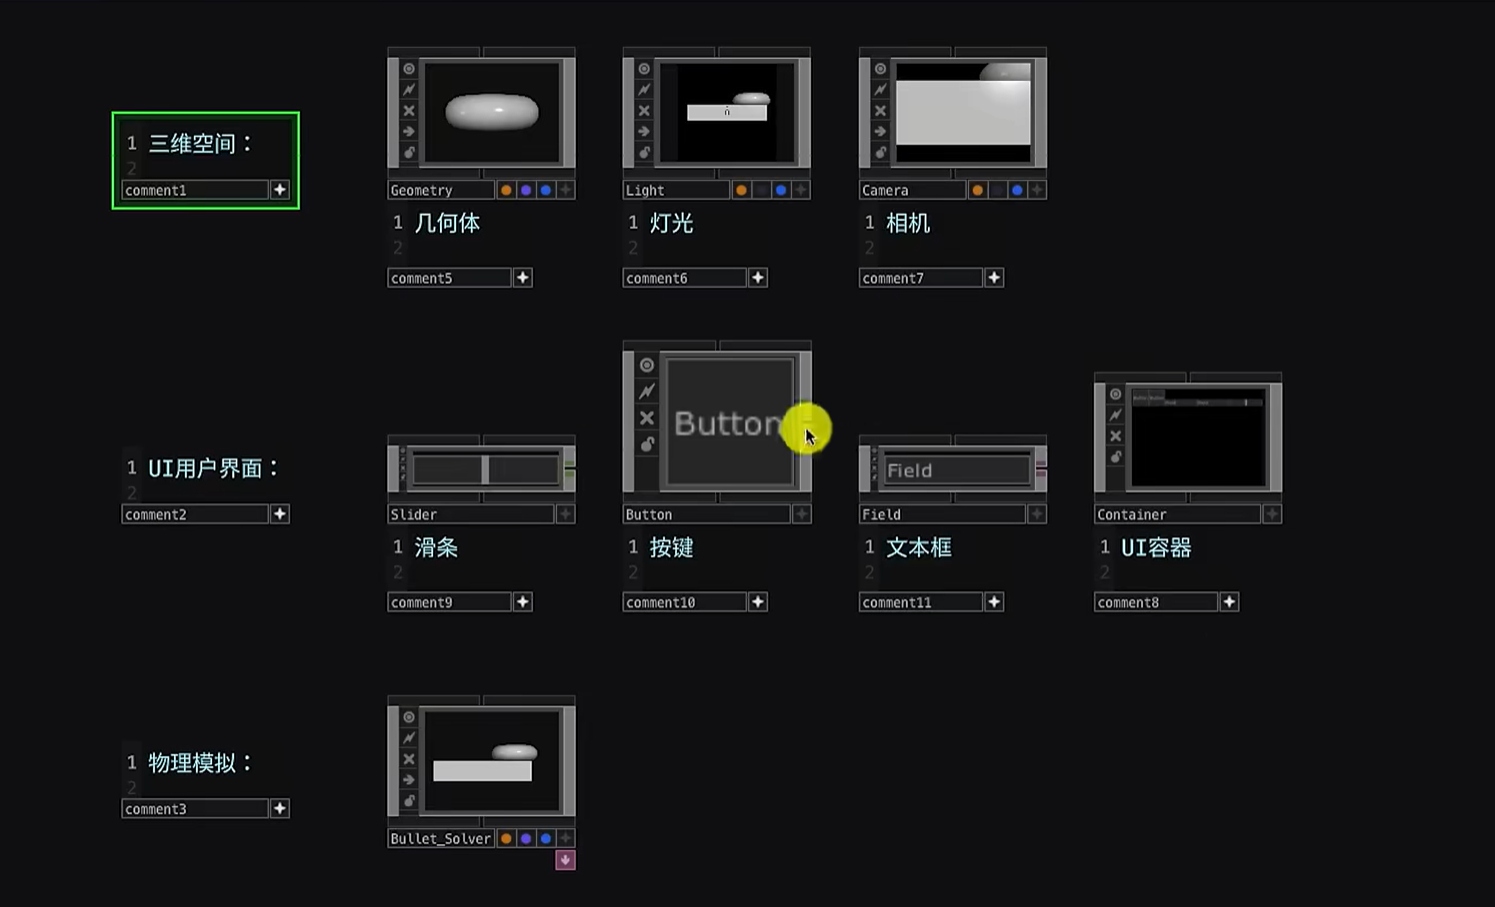 1 三维空间：
2
comment1
Geometry
1 几何体
2
comment5
Light
1 灯光
2
comment6
Camera
1 相机
2
comment7
1 UI用户界面：
2
comment2
Slider
1 滑条
2
comment9
Button
Button
1 按键
2
comment10
Field
Field
1 文本框
2
comment11
Container
1 UI容器
2
comment8
1 物理模拟：
2
comment3
Bullet_Solver